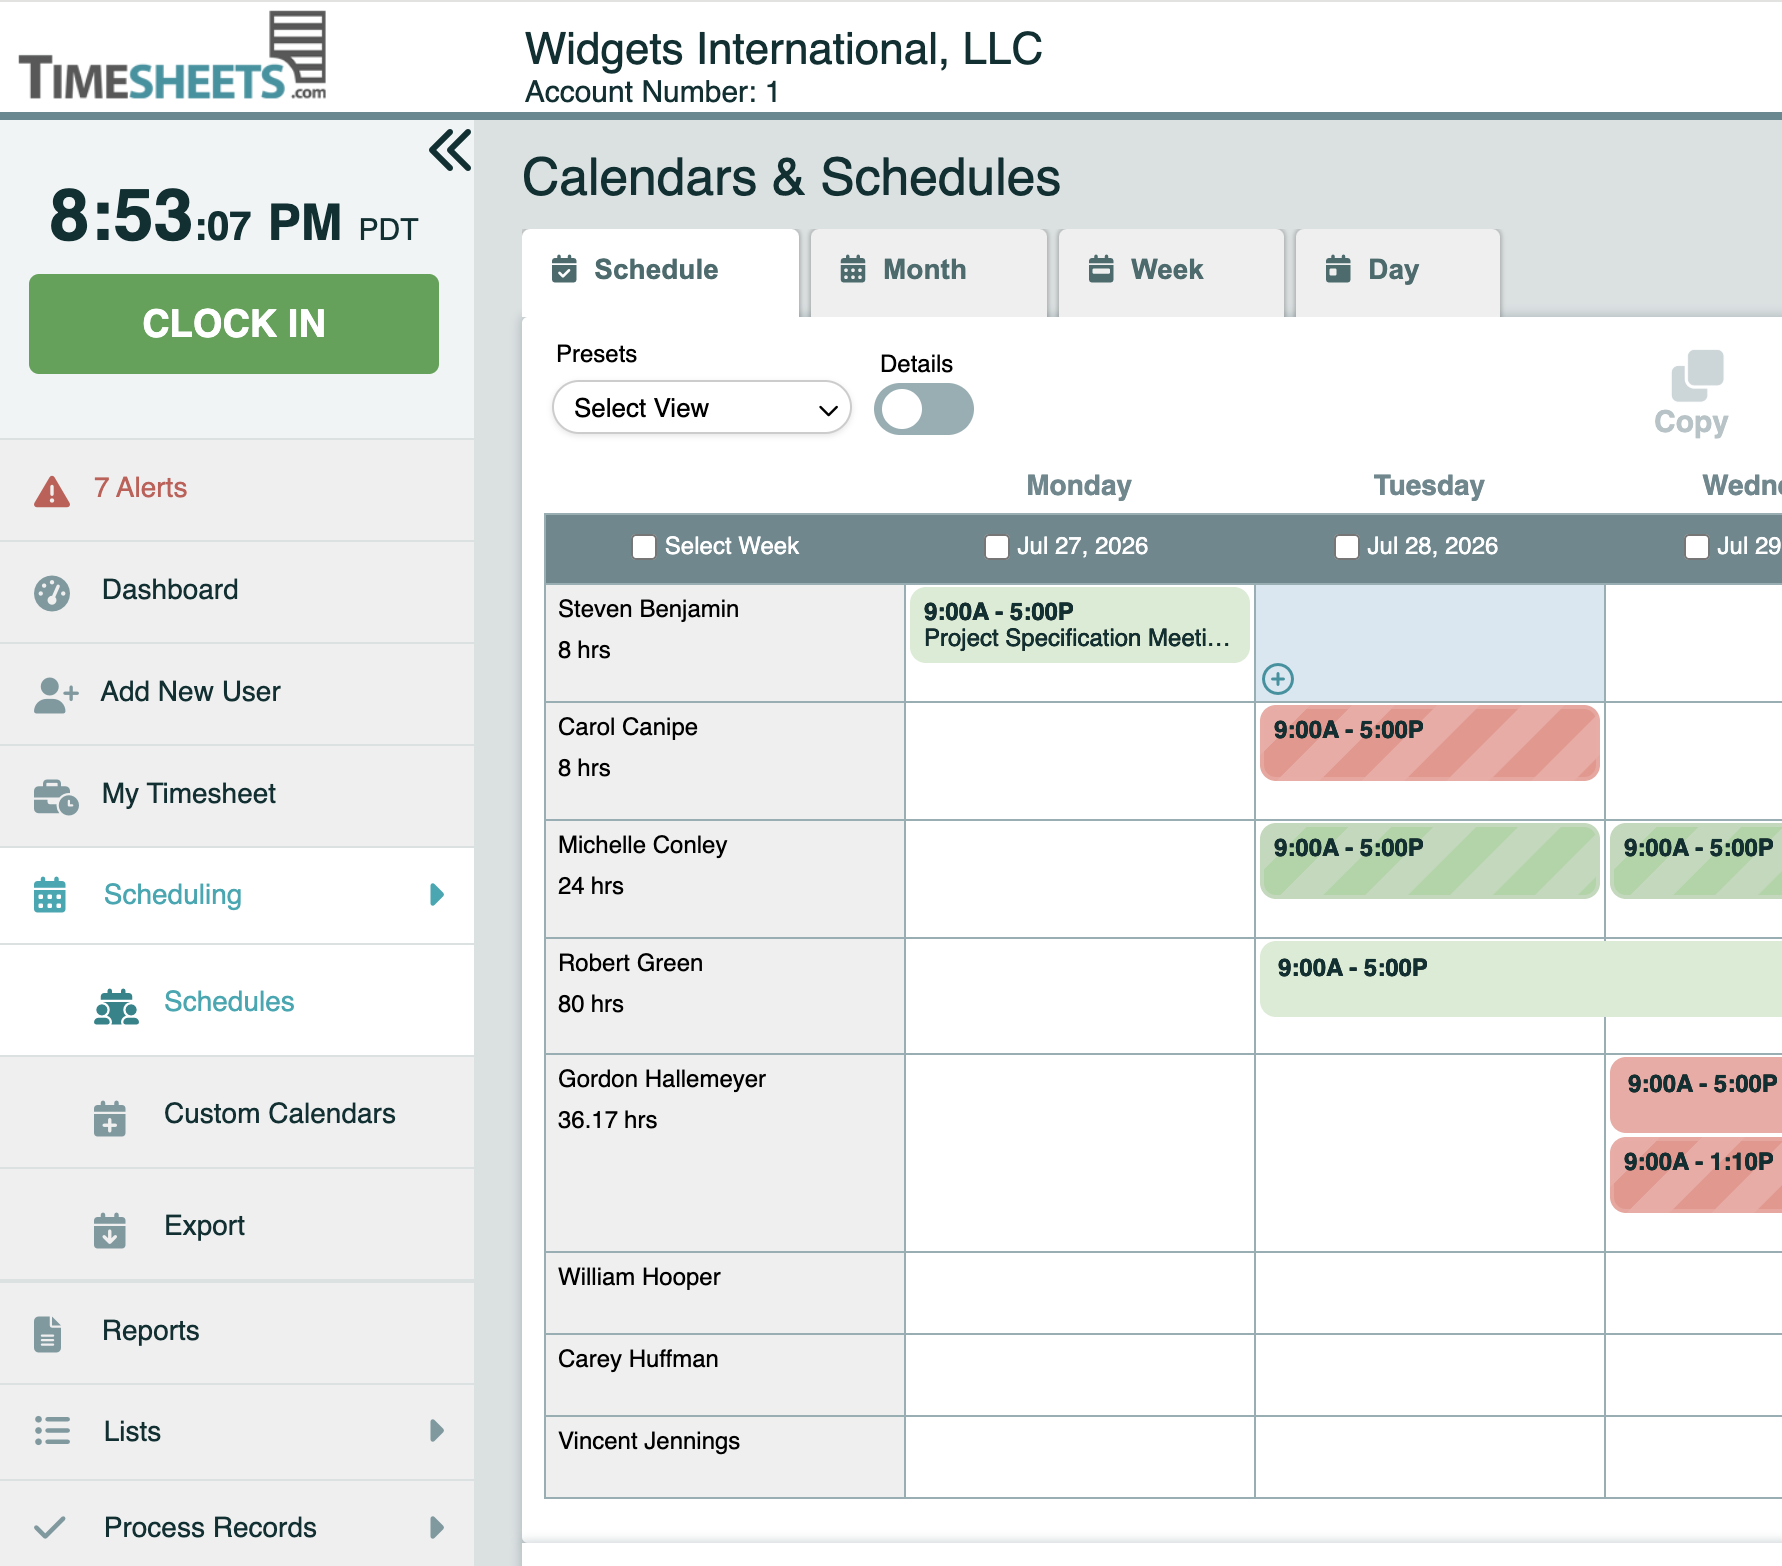 TIMESHEETS.com
Widgets International, LLC
Account Number: 1
8:53:07 PM PDT
CLOCK IN
7 Alerts
Dashboard
Add New User
My Timesheet
Scheduling
Schedules
Custom Calendars
Export
Reports
Lists
Process Records
Calendars & Schedules
Schedule
Month
Week
Day
Presets
Select View
Details
Copy
Monday
Tuesday
Wedn
Select Week
Jul 27, 2026
Jul 28, 2026
Jul 29
Steven Benjamin
8 hrs
9:00A - 5:00P
Project Specification Meeti...
Carol Canipe
8 hrs
9:00A - 5:00P
Michelle Conley
24 hrs
9:00A - 5:00P
9:00A - 5:00P
Robert Green
80 hrs
9:00A - 5:00P
Gordon Hallemeyer
36.17 hrs
9:00A - 5:00P
9:00A - 1:10P
William Hooper
Carey Huffman
Vincent Jennings